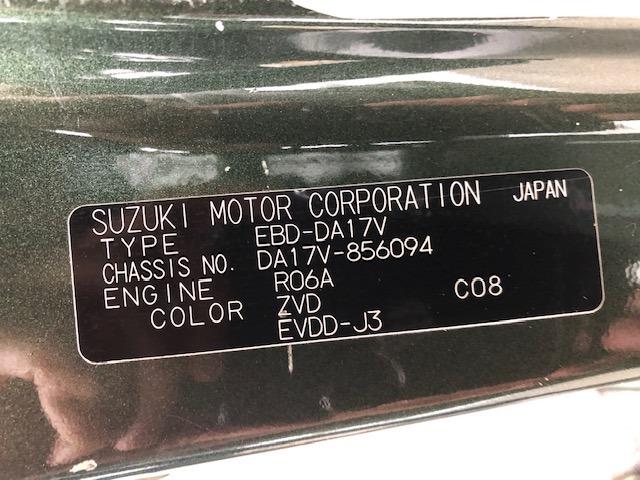 SUZUKI MOTOR CORPORATION JAPAN
TYPE EBD-DA17V
CHASSIS NO. DA17V-856094
ENGINE R06A C08
COLOR ZVD
EVDD-J3